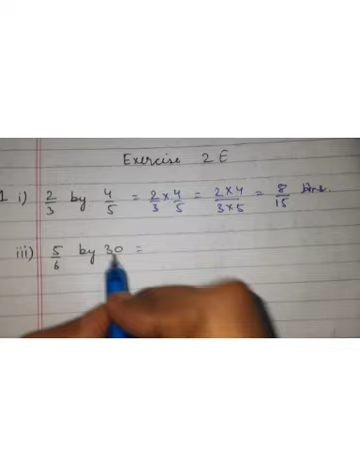 Exercise 2 E
1 i) 2/3 by 4/5 = 2/3 × 4/5 = 2 × 4 / 3 × 5 = 8/15 Ans.
iii) 5/6 by 30 =